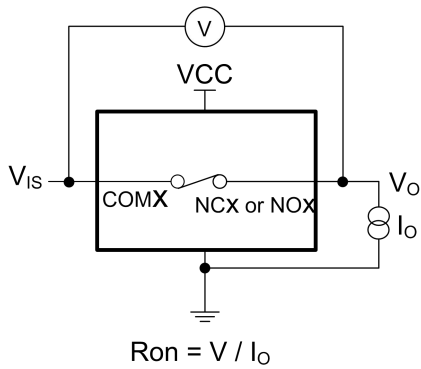 V
VCC
V_IS
COMX
NCX or NOX
V_O
I_O
Ron = V / I_O